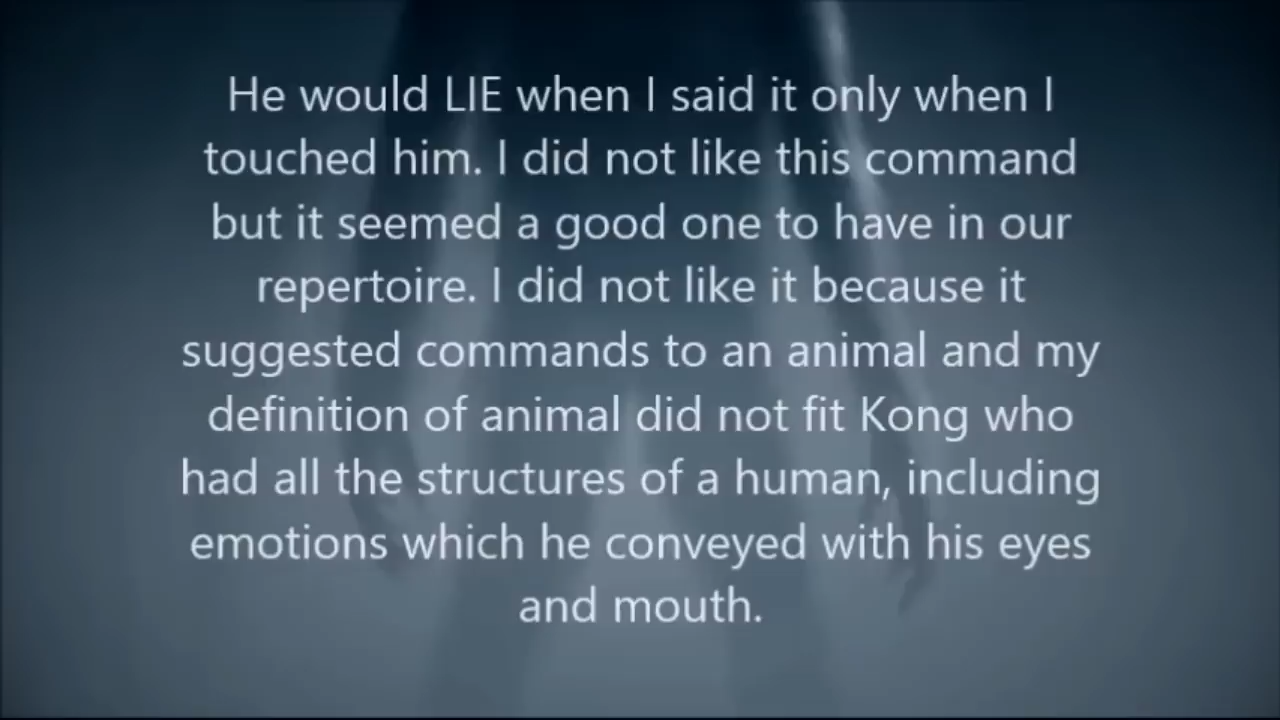 He would LIE when I said it only when I
touched him. I did not like this command
but it seemed a good one to have in our
repertoire. I did not like it because it
suggested commands to an animal and my
definition of animal did not fit Kong who
had all the structures of a human, including
emotions which he conveyed with his eyes
and mouth.